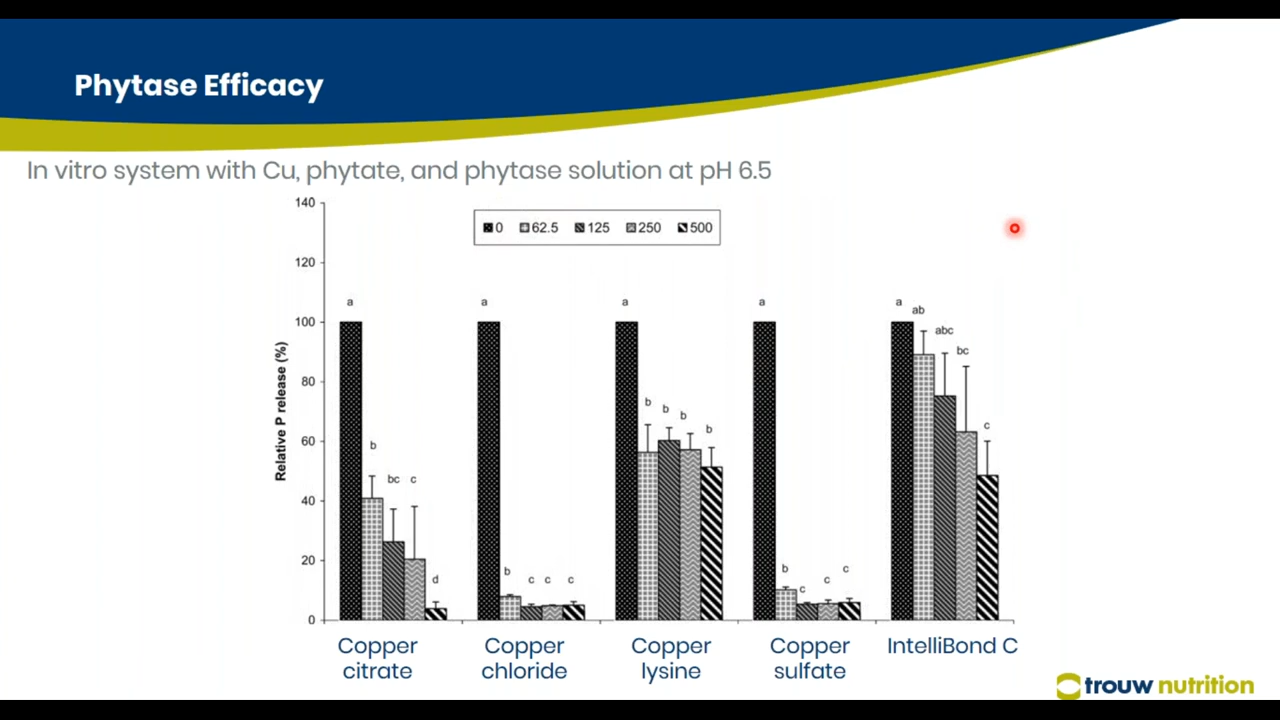 Phytase Efficacy
In vitro system with Cu, phytate, and phytase solution at pH 6.5
140
0 62.5 125 250 500
120
a a a a a
ab
100
abc
bc
80
b b b b
c
60
b
bc c
40
20
b c c c
d
b c c c
0
Relative P release (%)
Copper citrate
Copper chloride
Copper lysine
Copper sulfate
IntelliBond C
trouw nutrition